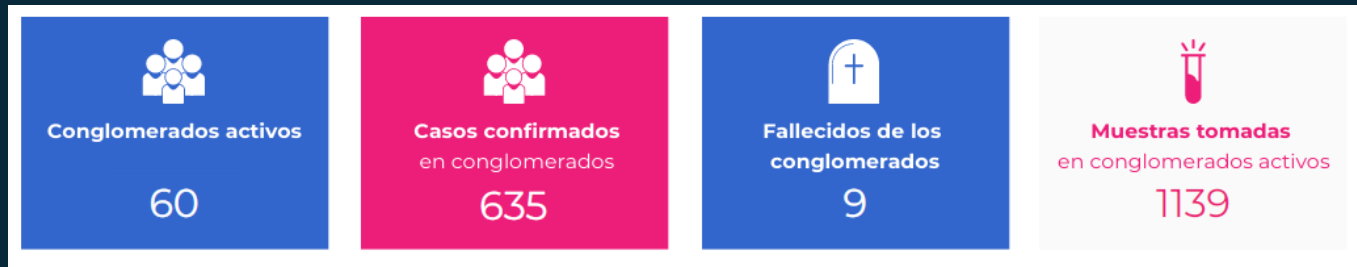 Conglomerados activos
60
Casos confirmados
en conglomerados
635
Fallecidos de los
conglomerados
9
Muestras tomadas
en conglomerados activos
1139